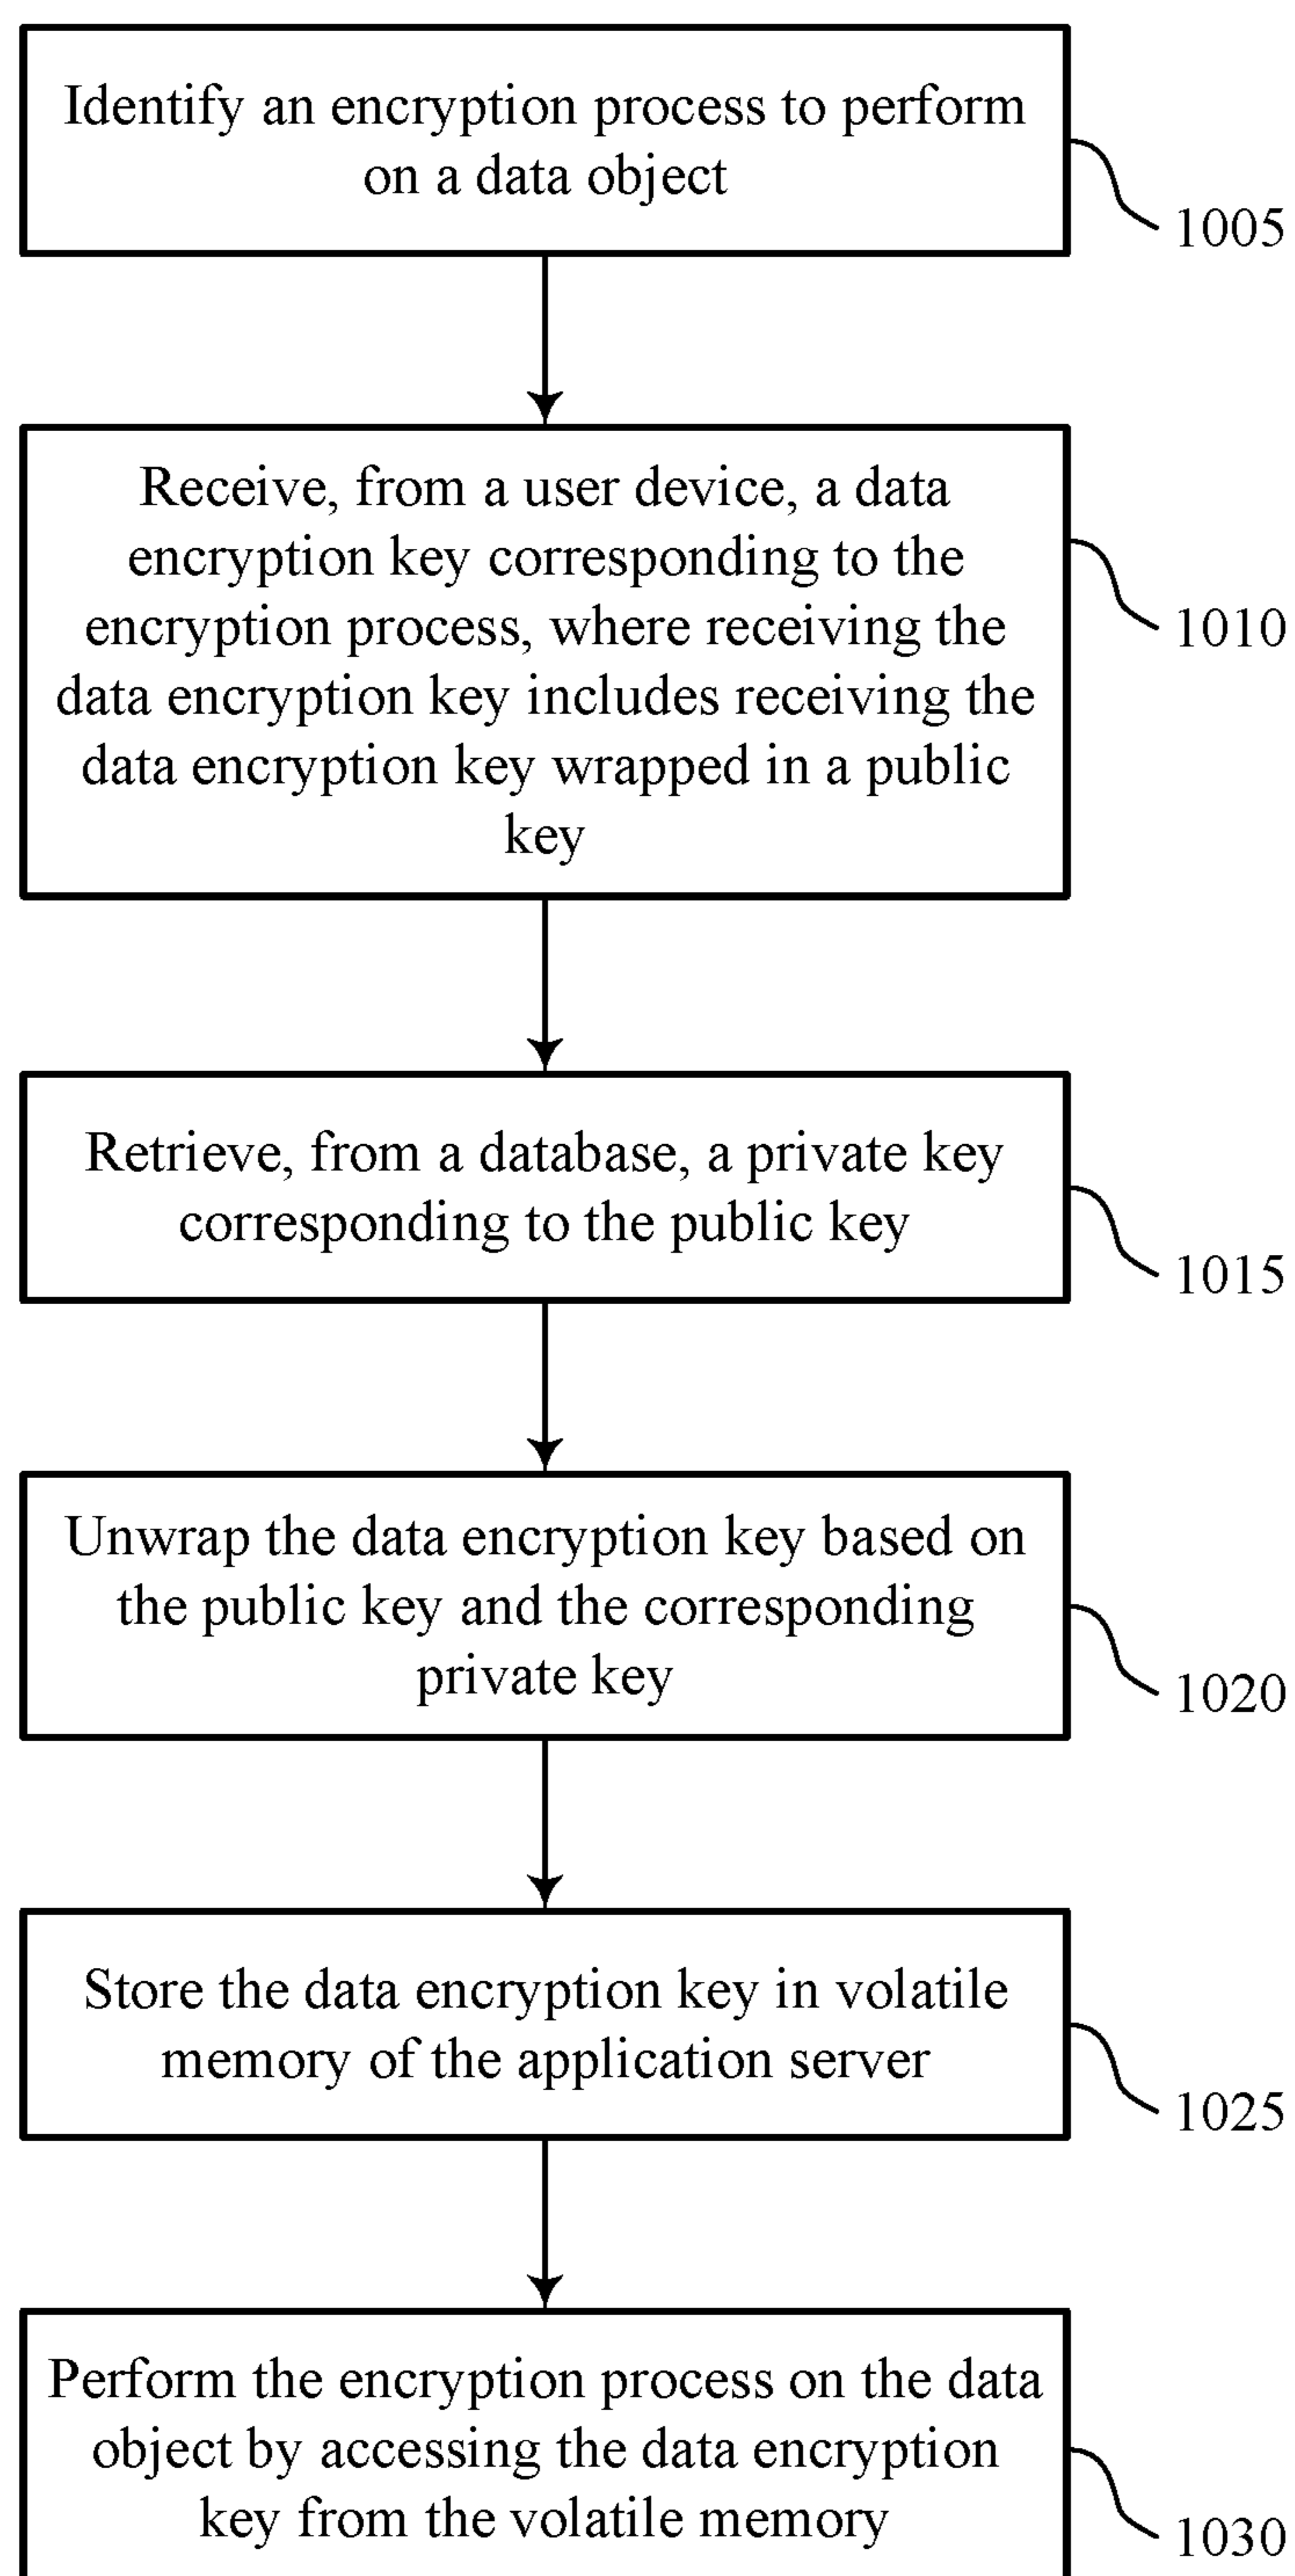 Identify an encryption process to perform
on a data object
1005
Receive, from a user device, a data
encryption key corresponding to the
encryption process, where receiving the
data encryption key includes receiving the
data encryption key wrapped in a public
key
1010
Retrieve, from a database, a private key
corresponding to the public key
1015
Unwrap the data encryption key based on
the public key and the corresponding
private key
1020
Store the data encryption key in volatile
memory of the application server
1025
Perform the encryption process on the data
object by accessing the data encryption
key from the volatile memory
1030